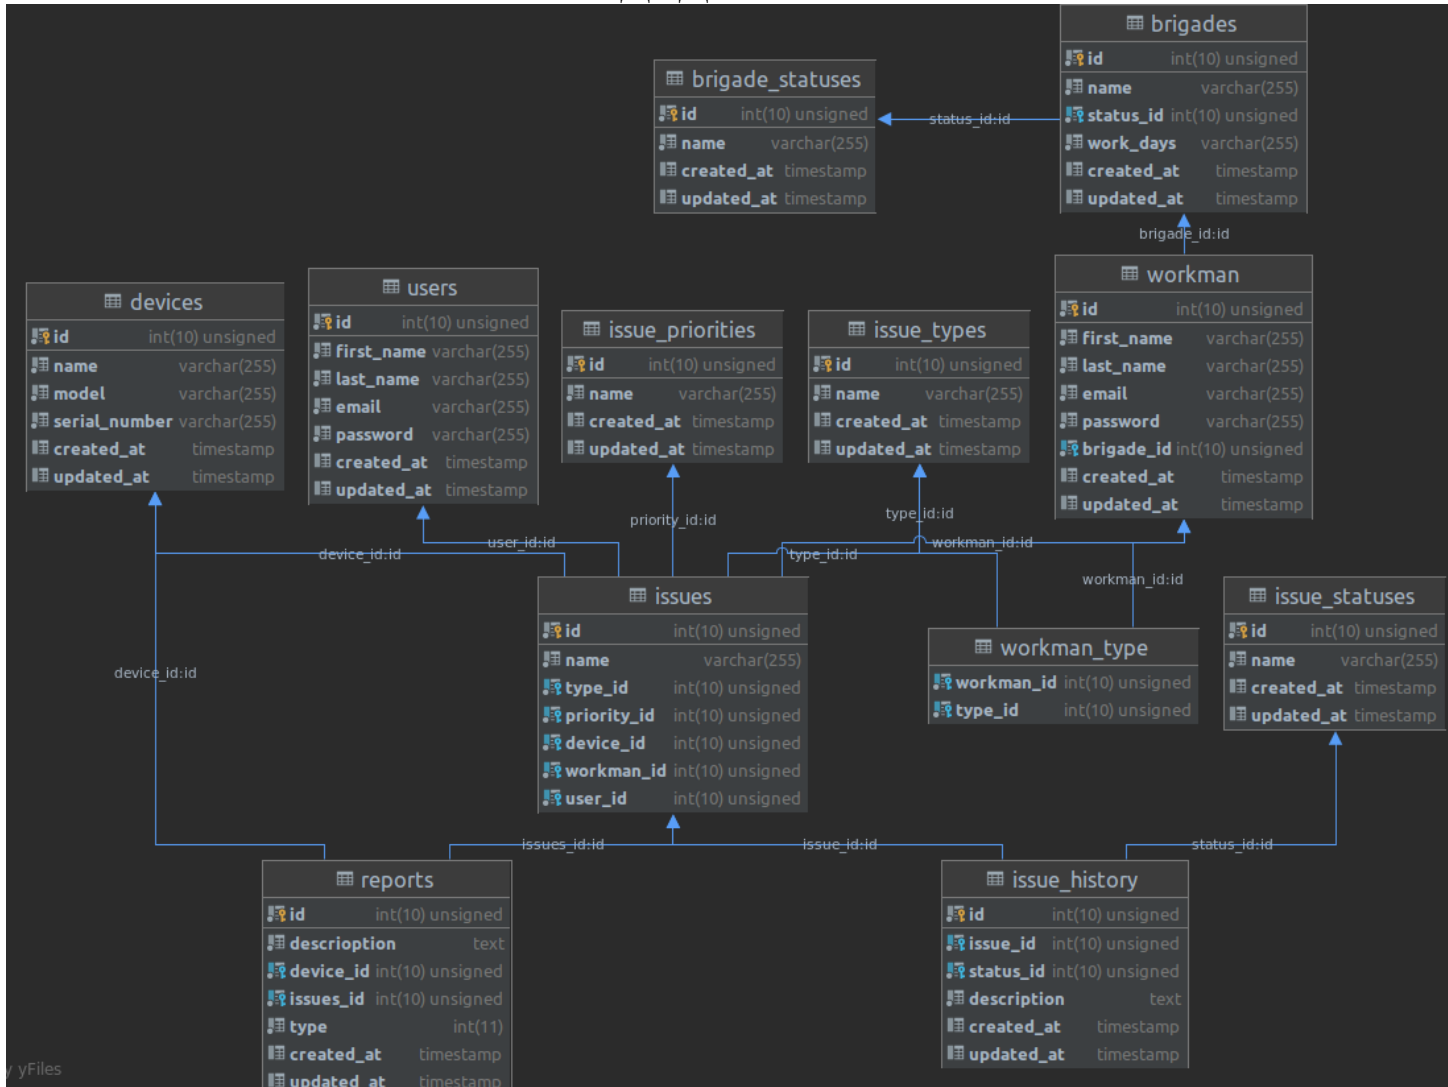 brigades
id int(10) unsigned
name varchar(255)
status_id int(10) unsigned
work_days varchar(255)
created_at timestamp
updated_at timestamp
brigade_statuses
id int(10) unsigned
name varchar(255)
created_at timestamp
updated_at timestamp
status_id:id
brigade_id:id
devices
id int(10) unsigned
name varchar(255)
model varchar(255)
serial_number varchar(255)
created_at timestamp
updated_at timestamp
users
id int(10) unsigned
first_name varchar(255)
last_name varchar(255)
email varchar(255)
password varchar(255)
created_at timestamp
updated_at timestamp
issue_priorities
id int(10) unsigned
name varchar(255)
created_at timestamp
updated_at timestamp
issue_types
id int(10) unsigned
name varchar(255)
created_at timestamp
updated_at timestamp
workman
id int(10) unsigned
first_name varchar(255)
last_name varchar(255)
email varchar(255)
password varchar(255)
brigade_id int(10) unsigned
created_at timestamp
updated_at timestamp
priority_id:id
type_id:id
device_id:id
user_id:id
type_id:id
workman_id:id
workman_id:id
issues
id int(10) unsigned
name varchar(255)
type_id int(10) unsigned
priority_id int(10) unsigned
device_id int(10) unsigned
workman_id int(10) unsigned
user_id int(10) unsigned
workman_type
workman_id int(10) unsigned
type_id int(10) unsigned
issue_statuses
id int(10) unsigned
name varchar(255)
created_at timestamp
updated_at timestamp
device_id:id
issues_id:id
issue_id:id
status_id:id
reports
id int(10) unsigned
descrioption text
device_id int(10) unsigned
issues_id int(10) unsigned
type int(11)
created_at timestamp
updated_at timestamp
issue_history
id int(10) unsigned
issue_id int(10) unsigned
status_id int(10) unsigned
description text
created_at timestamp
updated_at timestamp
y yFiles